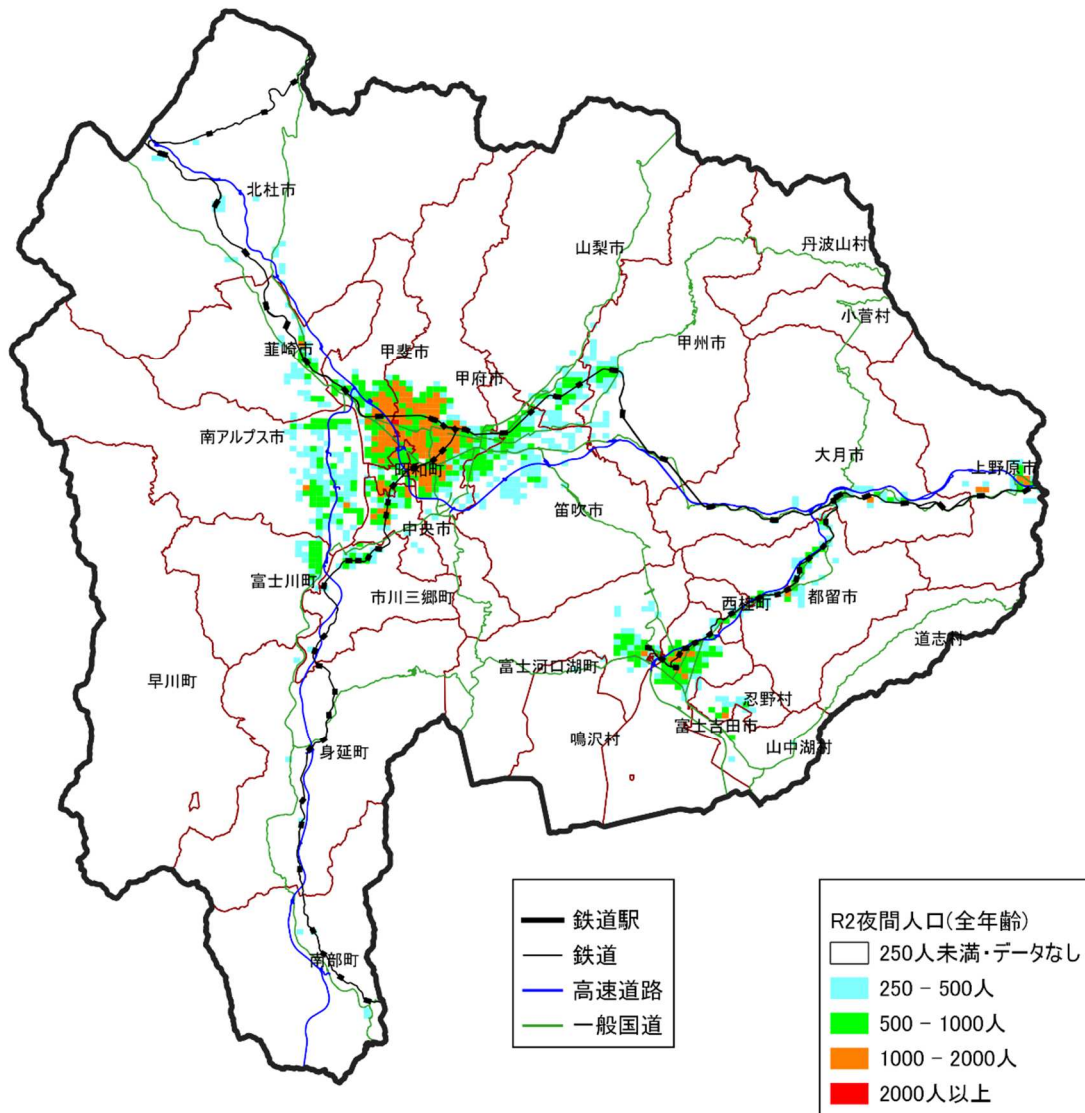 北杜市
山梨市
丹波山村
小菅村
甲州市
韮崎市
甲斐市
甲府市
南アルプス市
昭和町
大月市
上野原市
笛吹市
中央市
富士川町
市川三郷町
西桂町
都留市
道志村
早川町
富士河口湖町
忍野村
鳴沢村
富士吉田市
山中湖村
身延町
南部町
鉄道駅
鉄道
高速道路
一般国道
R2夜間人口(全年齢)
250人未満・データなし
250 - 500人
500 - 1000人
1000 - 2000人
2000人以上